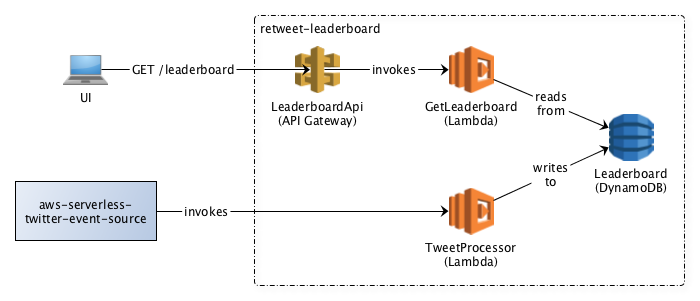 retweet-leaderboard
GET /leaderboard
invokes
UI
LeaderboardApi
(API Gateway)
GetLeaderboard
(Lambda)
reads
from
Leaderboard
(DynamoDB)
writes
to
aws-serverless-
twitter-event-source
invokes
TweetProcessor
(Lambda)